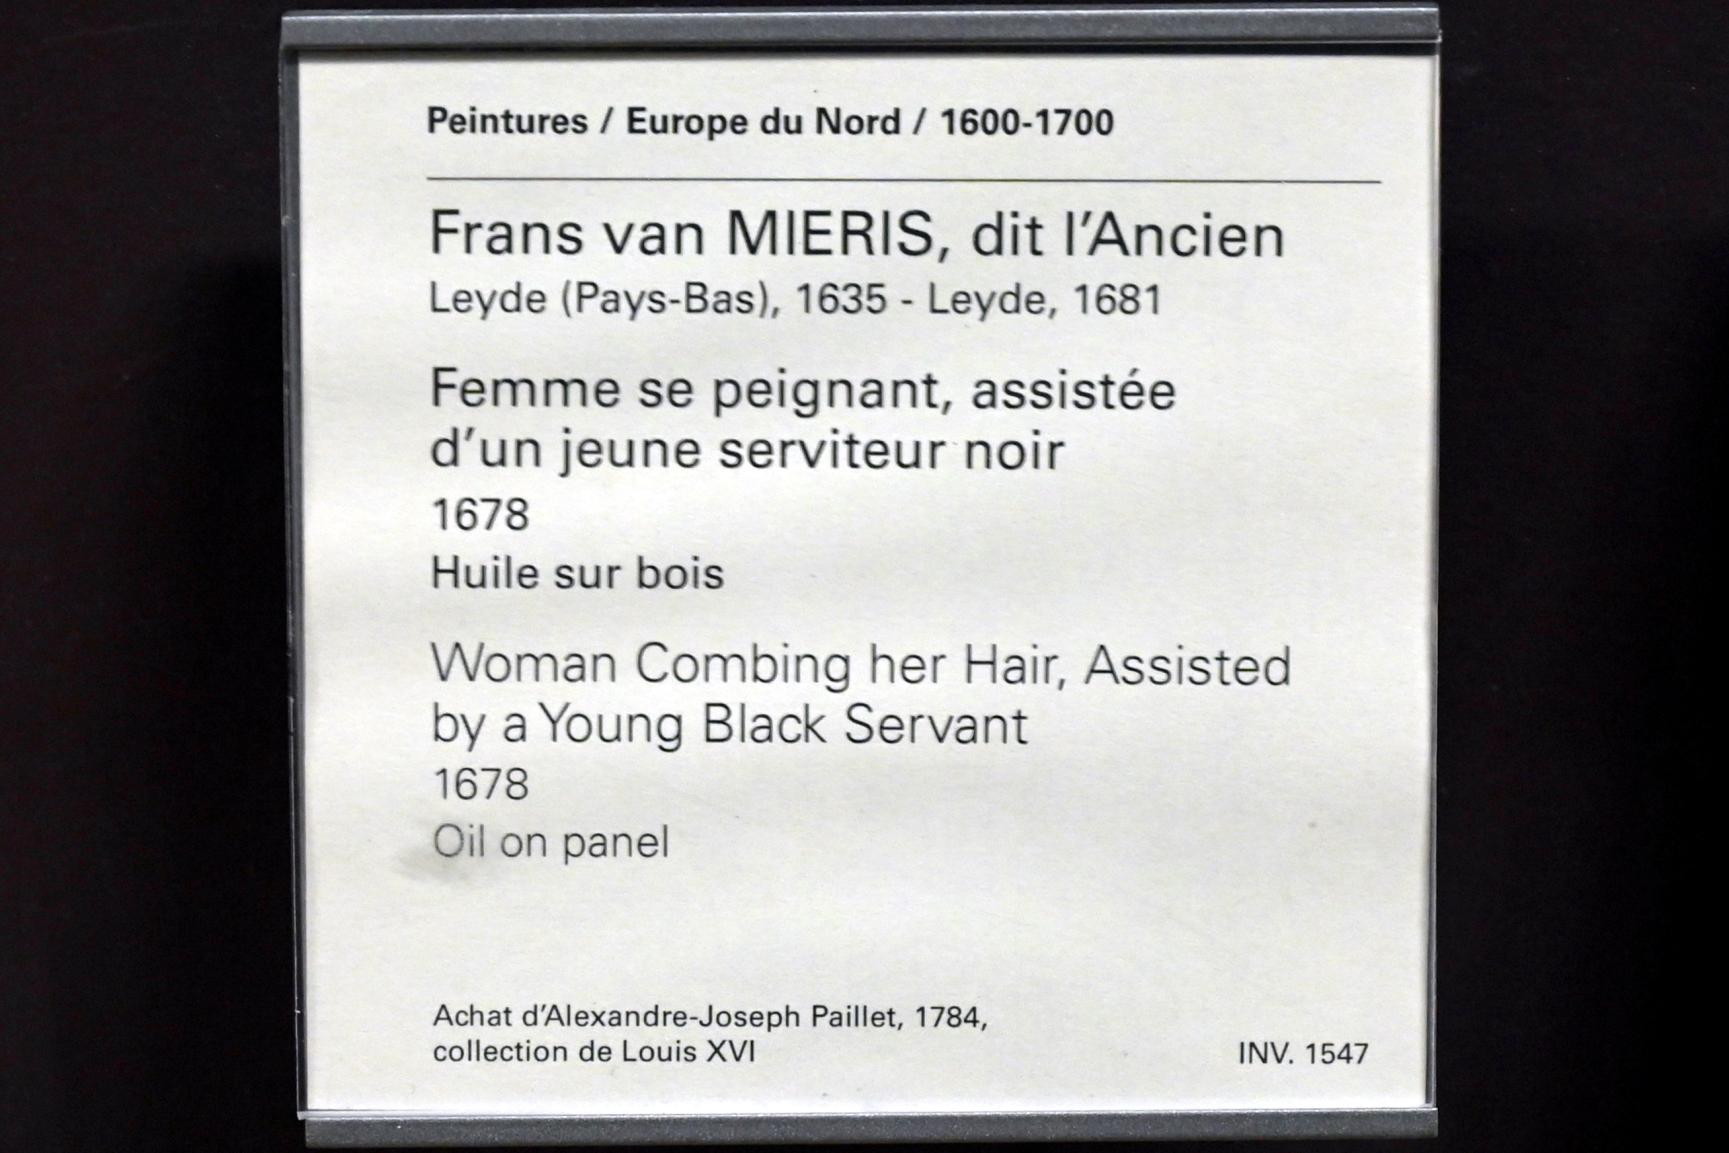 Peintures / Europe du Nord / 1600-1700
Frans van MIERIS, dit l'Ancien
Leyde (Pays-Bas), 1635 - Leyde, 1681
Femme se peignant, assistée
d'un jeune serviteur noir
1678
Huile sur bois
Woman Combing her Hair, Assisted
by a Young Black Servant
1678
Oil on panel
Achat d'Alexandre-Joseph Paillet, 1784,
collection de Louis XVI
INV. 1547